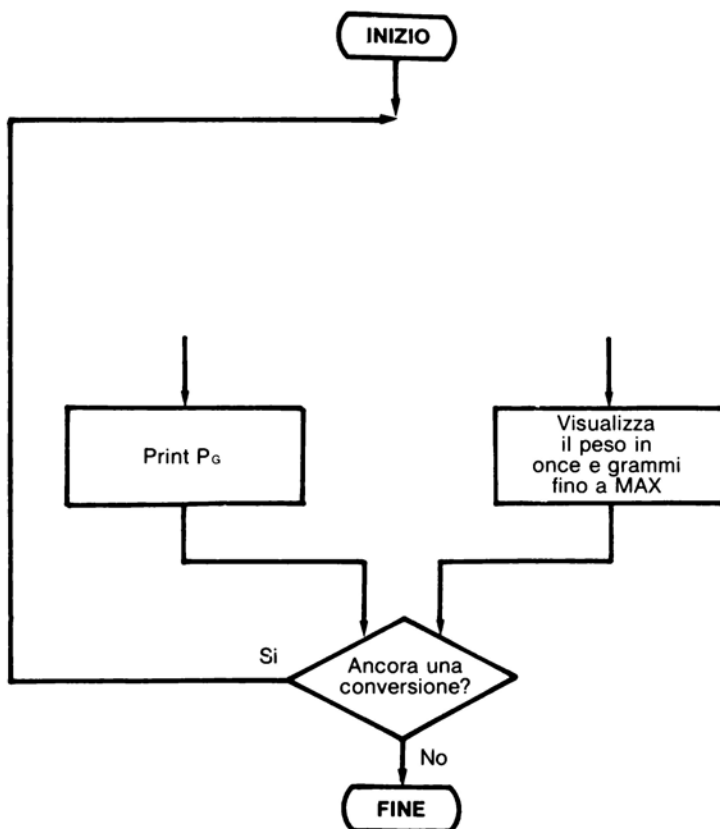 INIZIO
Print PG
Visualizza
il peso in
once e grammi
fino a MAX
Si
Ancora una
conversione?
No
FINE